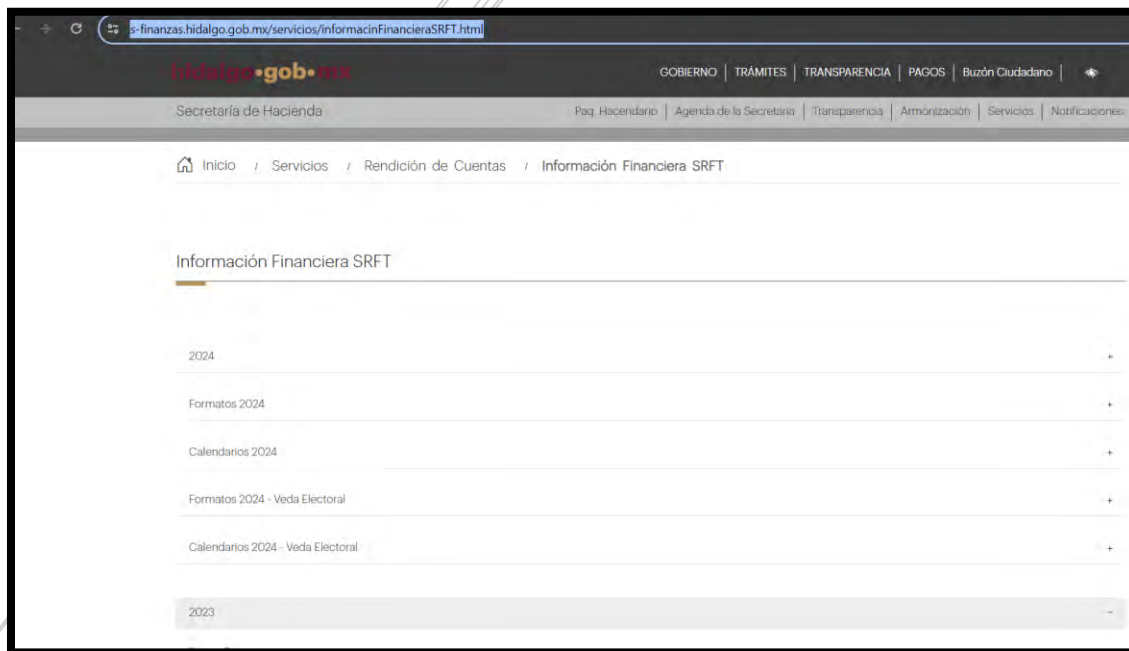 s-finanzas.hidalgo.gob.mx/servicios/informacinFinancieraSRFT.html
hidalgo•gob•mx
GOBIERNO | TRÁMITES | TRANSPARENCIA | PAGOS | Buzón Ciudadano |
Secretaría de Hacienda
Paq. Hacendario | Agenda de la Secretaria | Transparencia | Armonización | Servicios | Notificaciones
Inicio / Servicios / Rendición de Cuentas / Información Financiera SRFT
Información Financiera SRFT
2024 +
Formatos 2024 +
Calendarios 2024 +
Formatos 2024 - Veda Electoral +
Calendarios 2024 - Veda Electoral +
2023 -